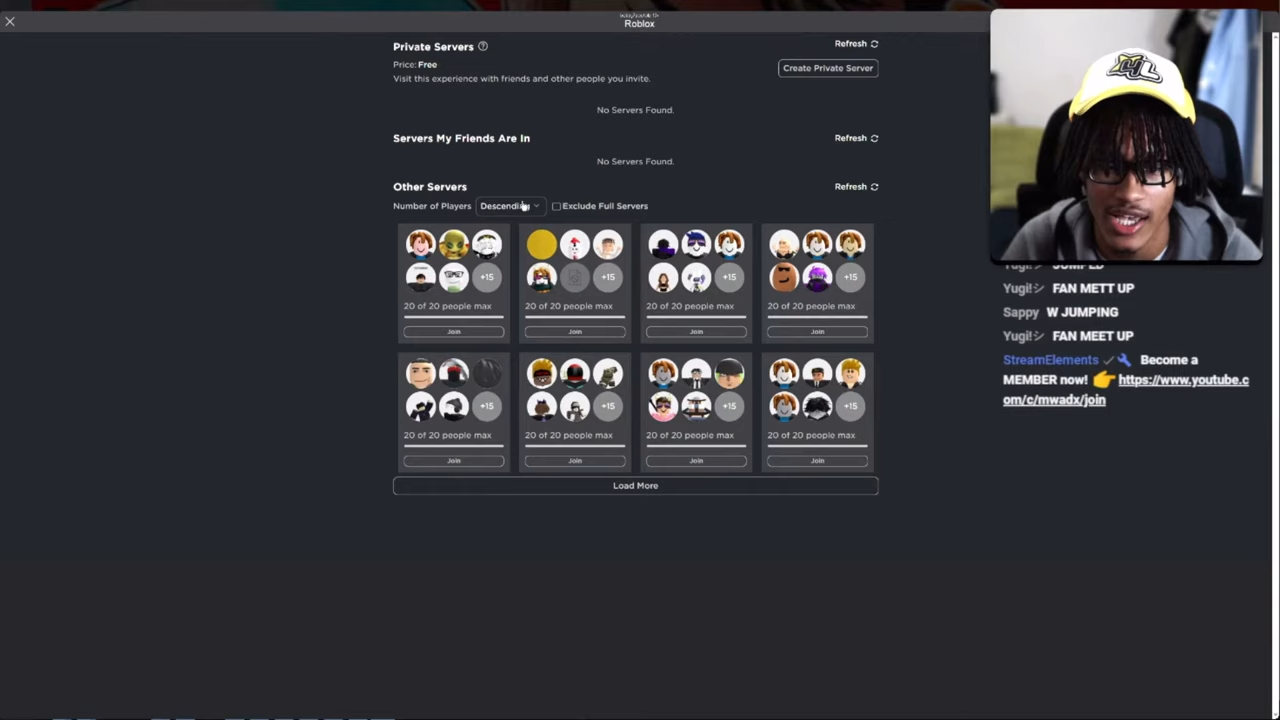 Roblox
Private Servers
Refresh
Price: Free
Create Private Server
Visit this experience with friends and other people you invite.
No Servers Found.
Servers My Friends Are In
Refresh
No Servers Found.
Other Servers
Refresh
Number of Players
Exclude Full Servers
+15 +15 +15 +15
20 of 20 people max 20 of 20 people max 20 of 20 people max 20 of 20 people max
Join Join Join Join
+15 +15 +15 +15
20 of 20 people max 20 of 20 people max 20 of 20 people max 20 of 20 people max
Join Join Join Join
Load More
4L
Yugi!シ JUMPED
Yugi!シ FAN METT UP
Sappy W JUMPING
Yugi!シ FAN MEET UP
StreamElements Become a
MEMBER now! 👉 https://www.youtube.c
om/c/mwadx/join